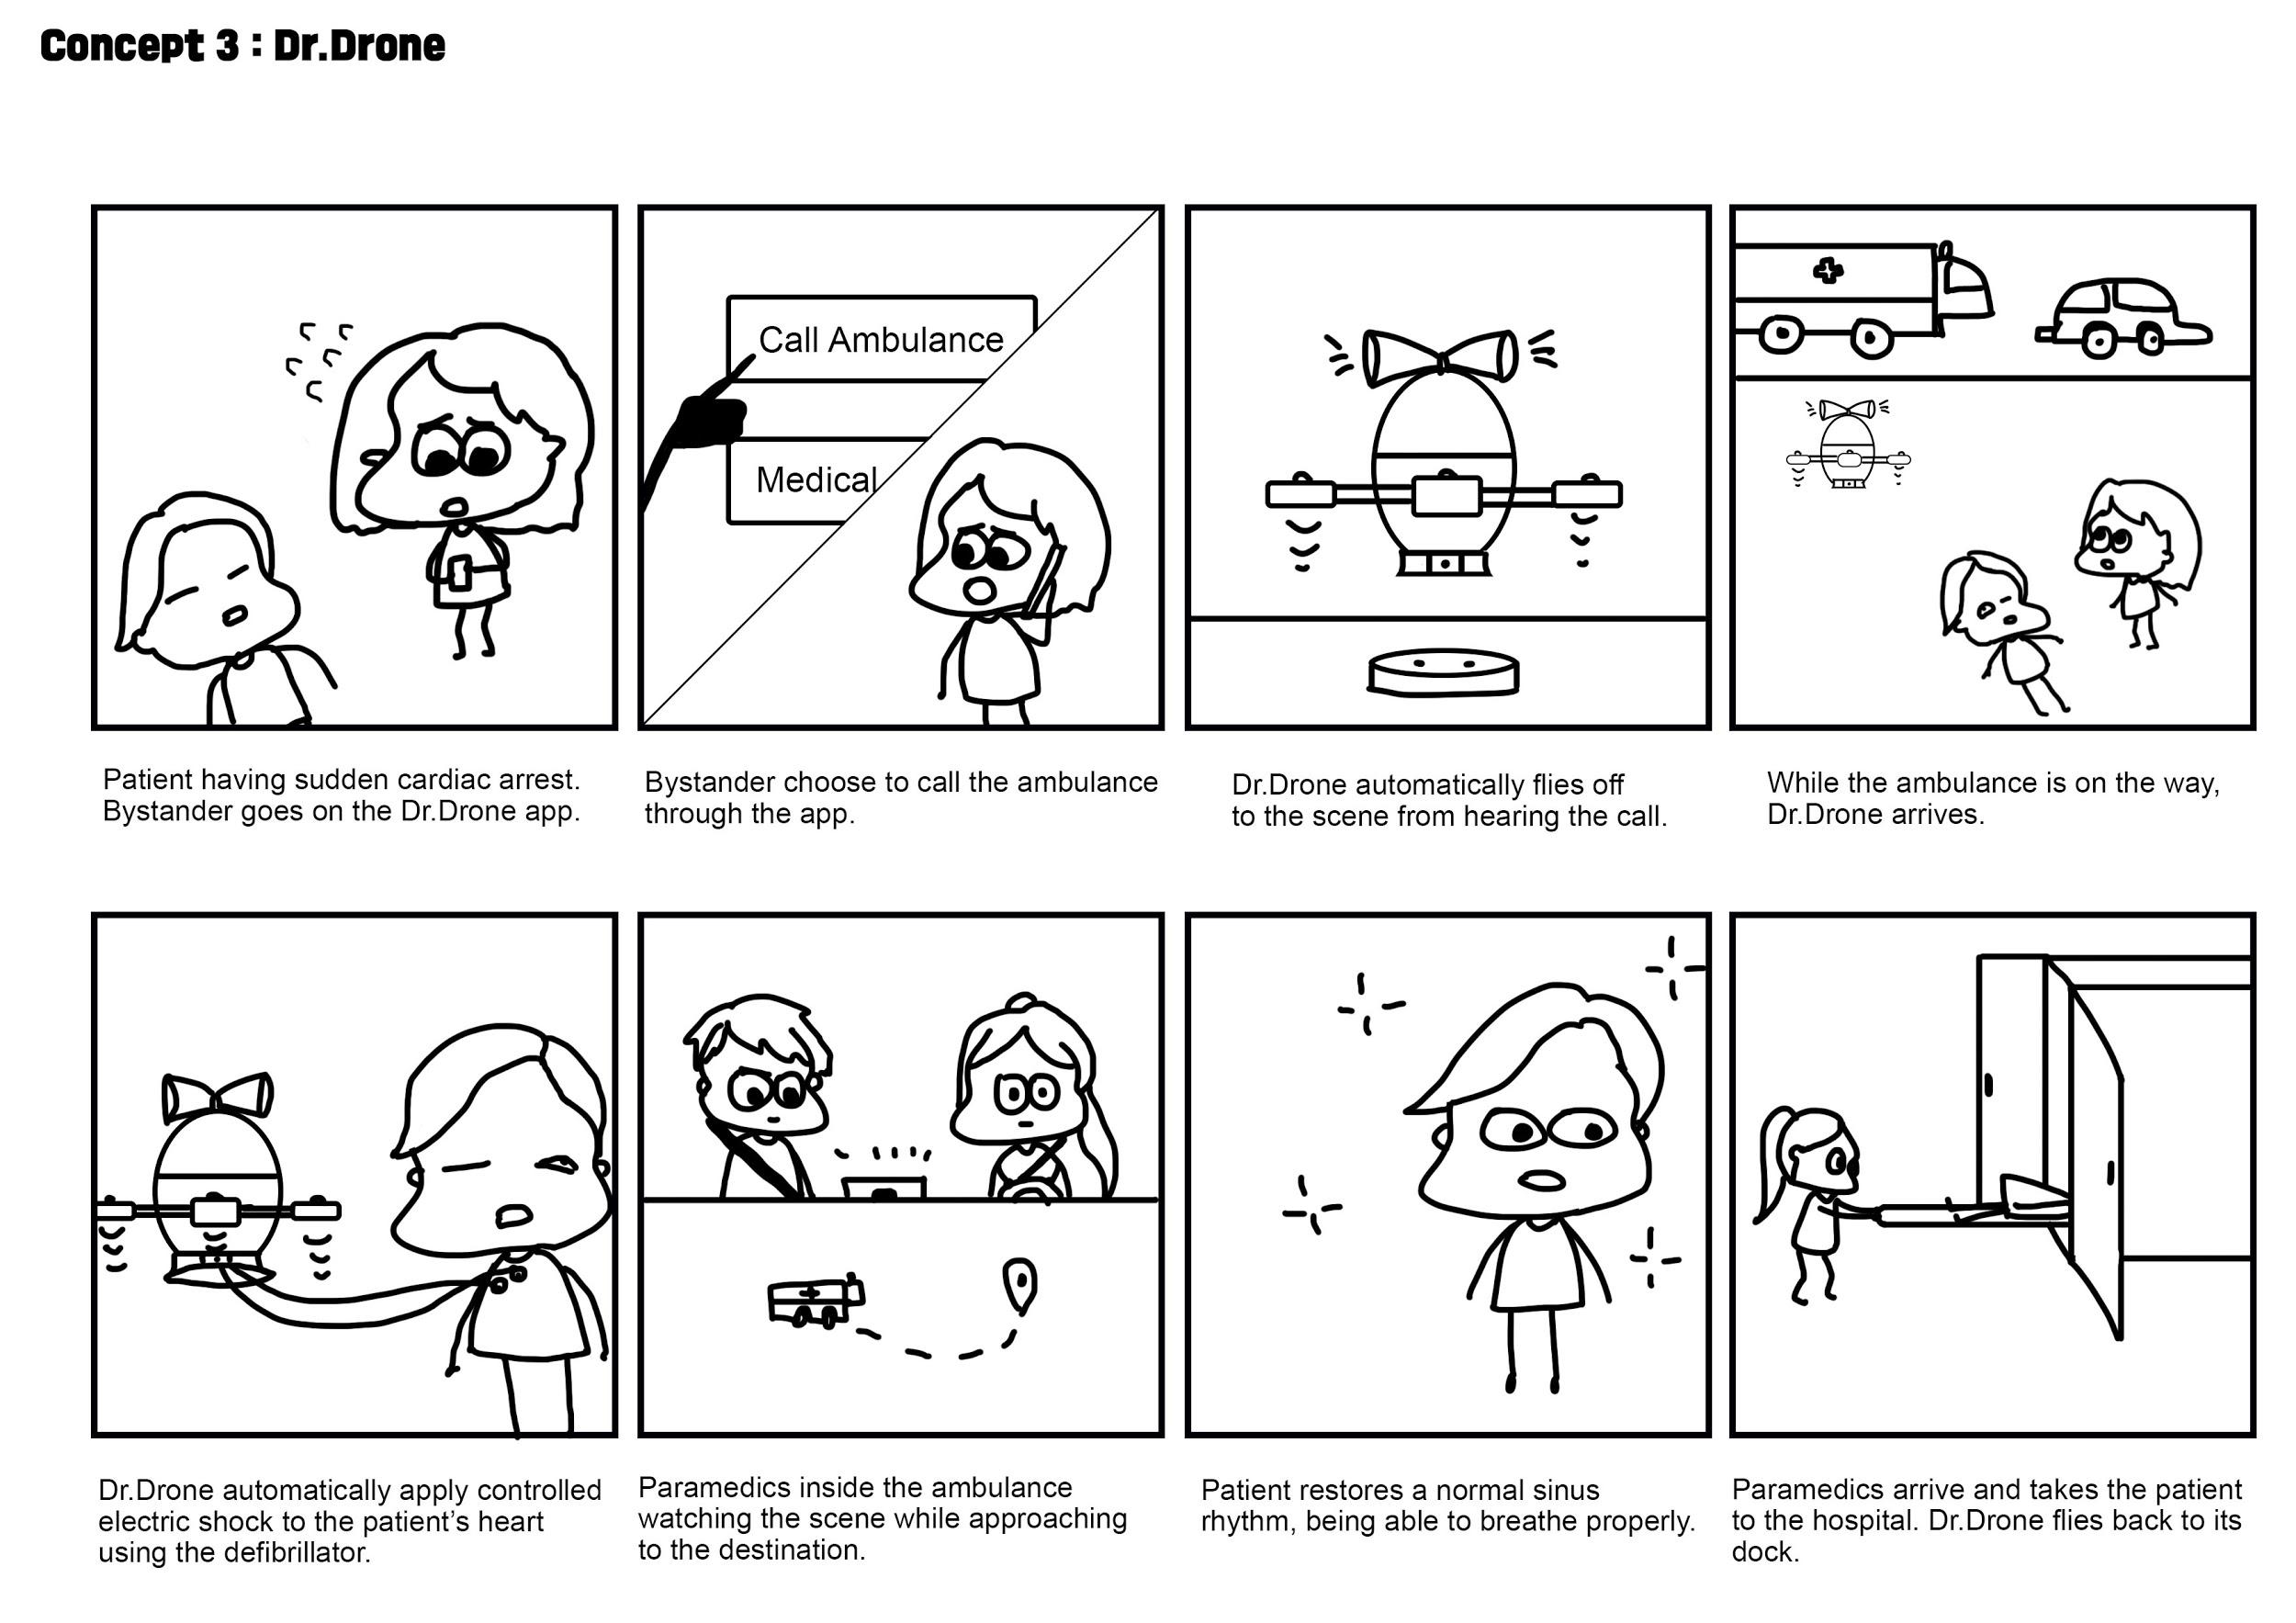 Concept 3 : Dr.Drone
Call Ambulance
Medical
Patient having sudden cardiac arrest.
Bystander goes on the Dr.Drone app.
Bystander choose to call the ambulance
through the app.
Dr.Drone automatically flies off
to the scene from hearing the call.
While the ambulance is on the way,
Dr.Drone arrives.
Dr.Drone automatically apply controlled
electric shock to the patient’s heart
using the defibrillator.
Paramedics inside the ambulance
watching the scene while approaching
to the destination.
Patient restores a normal sinus
rhythm, being able to breathe properly.
Paramedics arrive and takes the patient
to the hospital. Dr.Drone flies back to its
dock.